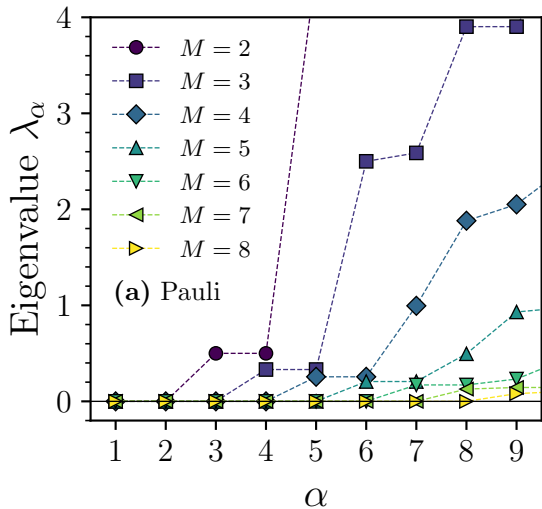 4
3
2
1
0
Eigenvalue λ_α
M = 2
M = 3
M = 4
M = 5
M = 6
M = 7
M = 8
(a) Pauli
1 2 3 4 5 6 7 8 9
α